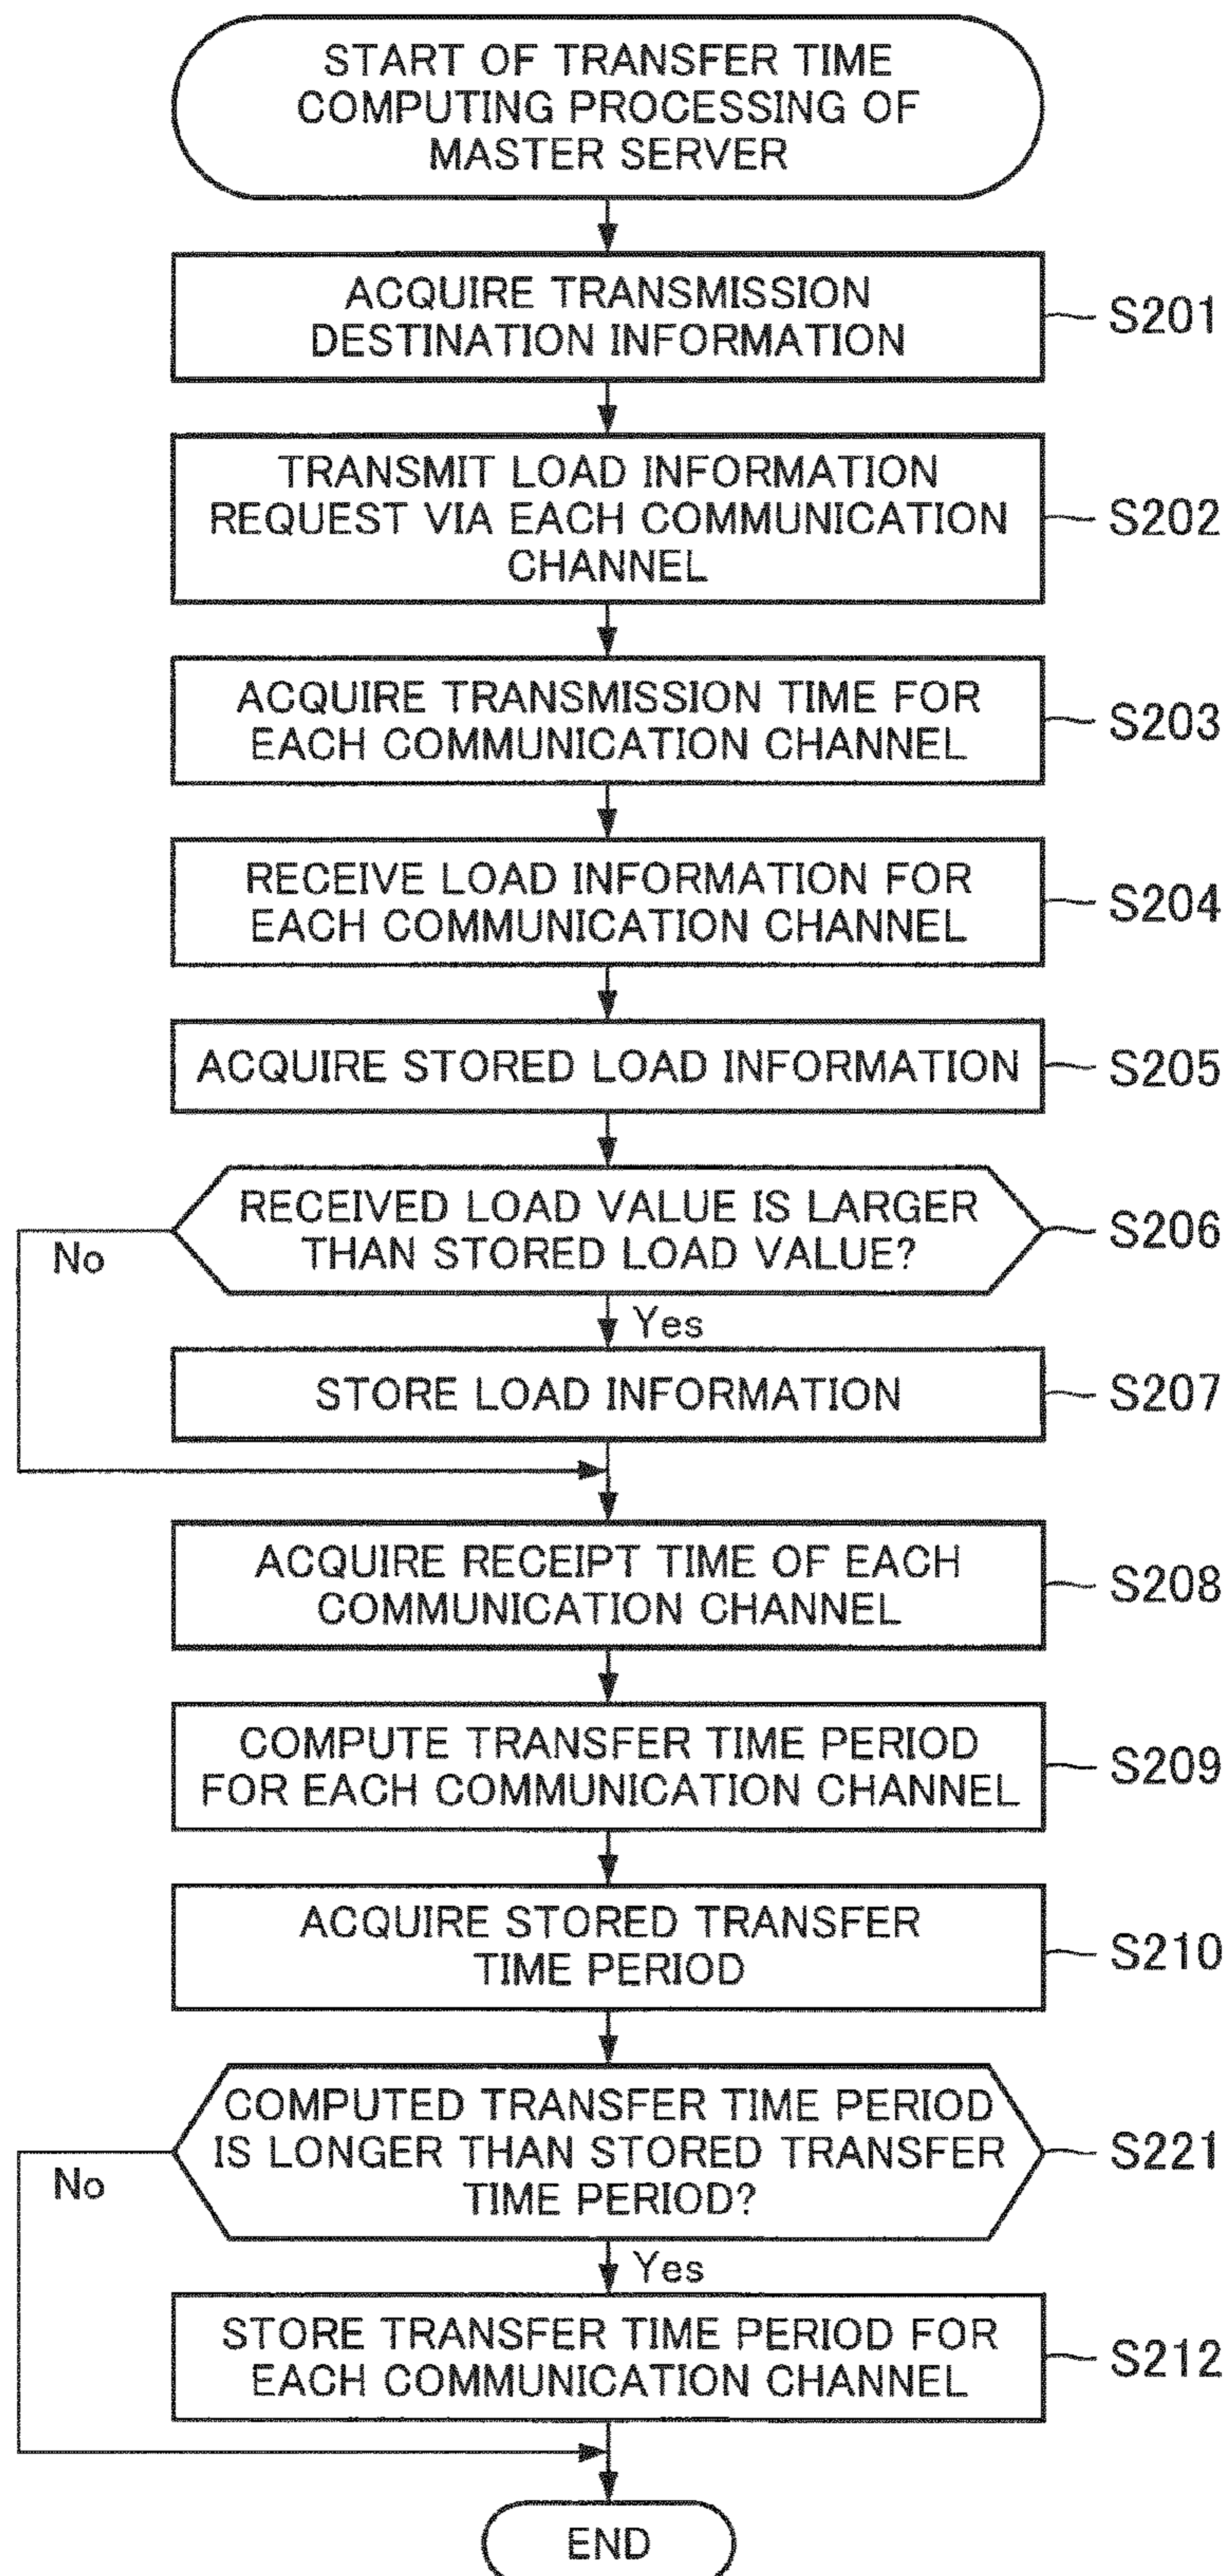 START OF TRANSFER TIME
COMPUTING PROCESSING OF
MASTER SERVER
ACQUIRE TRANSMISSION
DESTINATION INFORMATION
S201
TRANSMIT LOAD INFORMATION
REQUEST VIA EACH COMMUNICATION
CHANNEL
S202
ACQUIRE TRANSMISSION TIME FOR
EACH COMMUNICATION CHANNEL
S203
RECEIVE LOAD INFORMATION FOR
EACH COMMUNICATION CHANNEL
S204
ACQUIRE STORED LOAD INFORMATION
S205
RECEIVED LOAD VALUE IS LARGER
THAN STORED LOAD VALUE?
S206
No
Yes
STORE LOAD INFORMATION
S207
ACQUIRE RECEIPT TIME OF EACH
COMMUNICATION CHANNEL
S208
COMPUTE TRANSFER TIME PERIOD
FOR EACH COMMUNICATION CHANNEL
S209
ACQUIRE STORED TRANSFER
TIME PERIOD
S210
COMPUTED TRANSFER TIME PERIOD
IS LONGER THAN STORED TRANSFER
TIME PERIOD?
S221
No
Yes
STORE TRANSFER TIME PERIOD FOR
EACH COMMUNICATION CHANNEL
S212
END